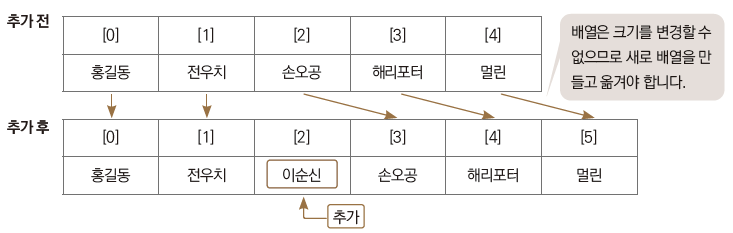 추가 전
[0] [1] [2] [3] [4]
홍길동 전우치 손오공 해리포터 멀린
배열은 크기를 변경할 수
없으므로 새로 배열을 만
들고 옮겨야 합니다.
추가 후
[0] [1] [2] [3] [4] [5]
홍길동 전우치 이순신 손오공 해리포터 멀린
추가